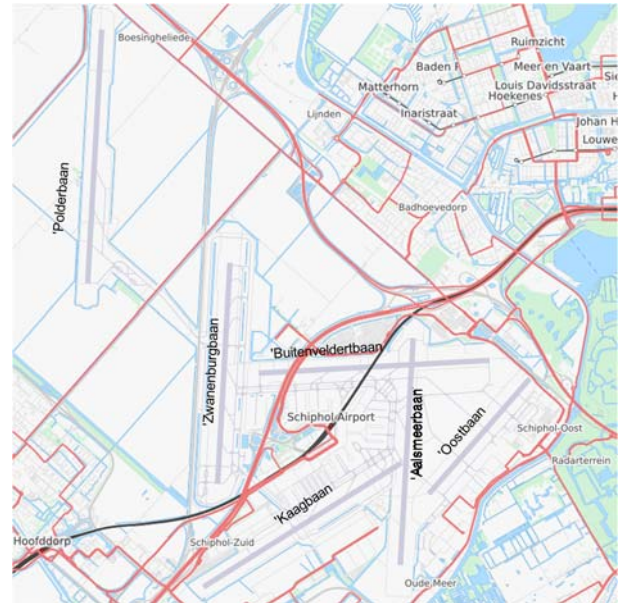 Boesingheliede
Ruimzicht
Baden P
Meer en Vaart
Sie
Matterhorn
Louis Davidsstraat
Hoekenes
H
Lijnden
Inaristraat
Johan H
Louwe
'Polderbaan
Badhoevedorp
'Zwanenburgbaan
'Buitenveldertbaan
Schiphol Airport
'Aalsmeerbaan
'Oostbaan
Schiphol-Oost
Radarterrein
'Kaagbaan
Hoofddorp
Schiphol-Zuid
Oude Meer